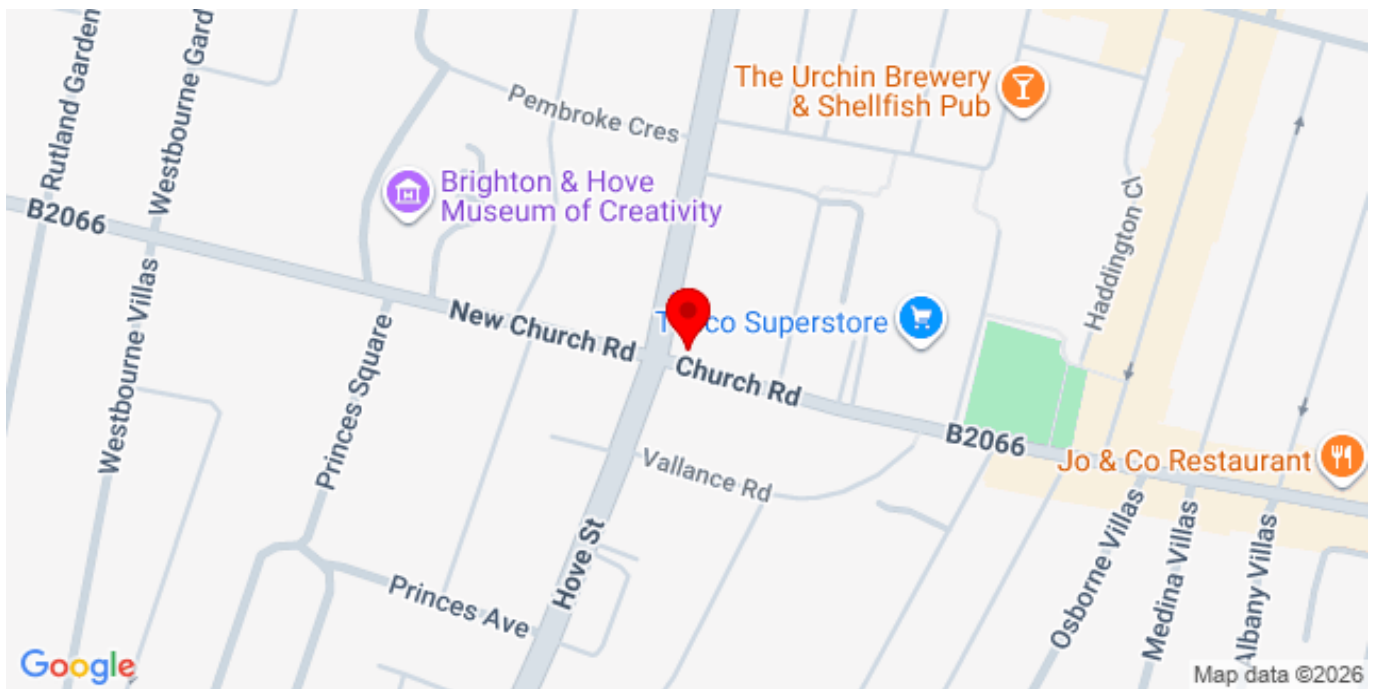 Rutland Garden
Westbourne Gard
Pembroke Cres
The Urchin Brewery
& Shellfish Pub
Brighton & Hove
Museum of Creativity
Haddington Cl
B2066
Westbourne Villas
Princes Square
New Church Rd
Superstore
Church Rd
B2066
Jo & Co Restaurant
Vallance Rd
Hove St
Princes Ave
Osborne Villas
Medina Villas
Albany Villas
Google
Map data ©2026